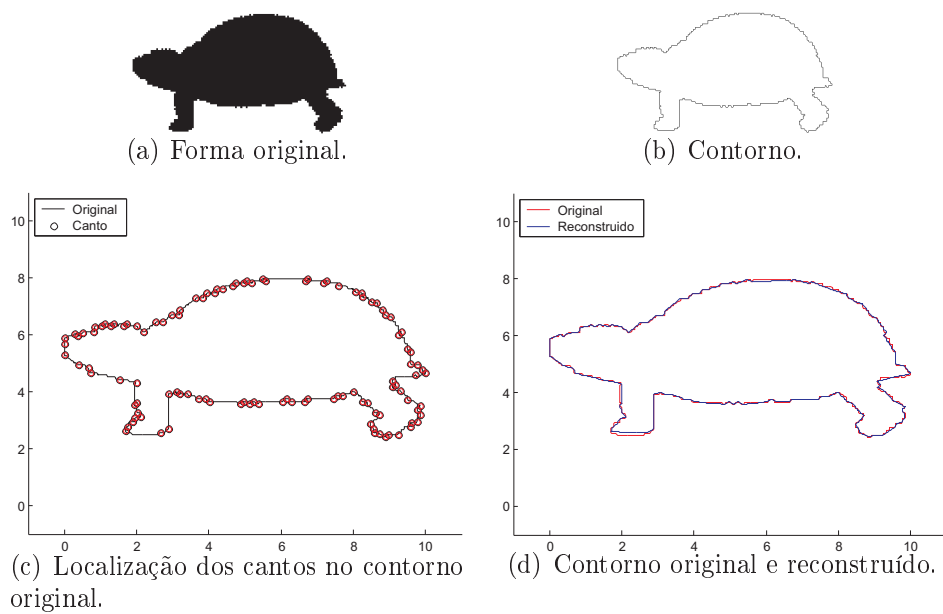 (a) Forma original.
(b) Contorno.
Original
Canto
10
8
6
4
2
0
0
2
4
6
8
10
(c) Localização dos cantos no contorno
original.
Original
Reconstruido
10
8
6
4
2
0
0
2
4
6
8
10
(d) Contorno original e reconstruído.